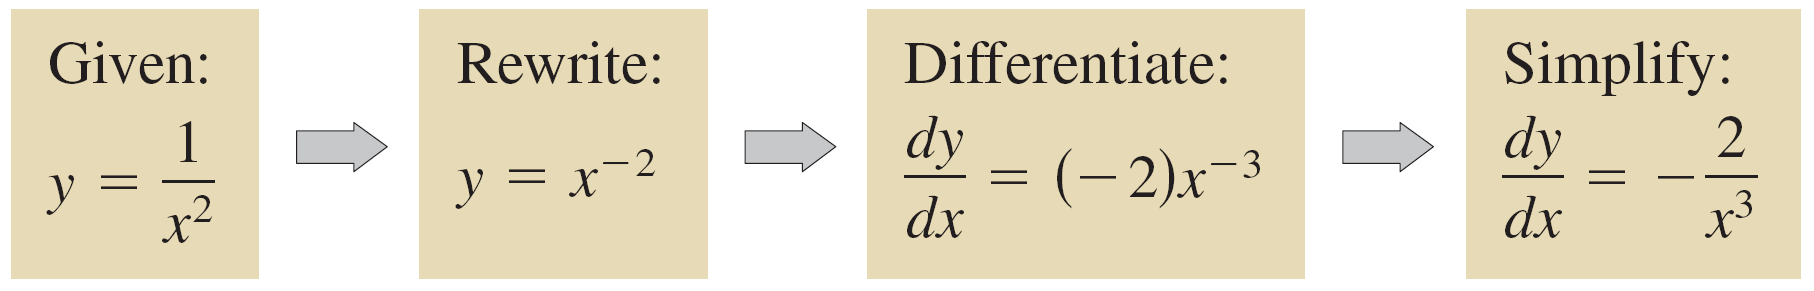 Given:
y = 1/x²
Rewrite:
y = x⁻²
Differentiate:
dy/dx = (−2)x⁻³
Simplify:
dy/dx = −2/x³